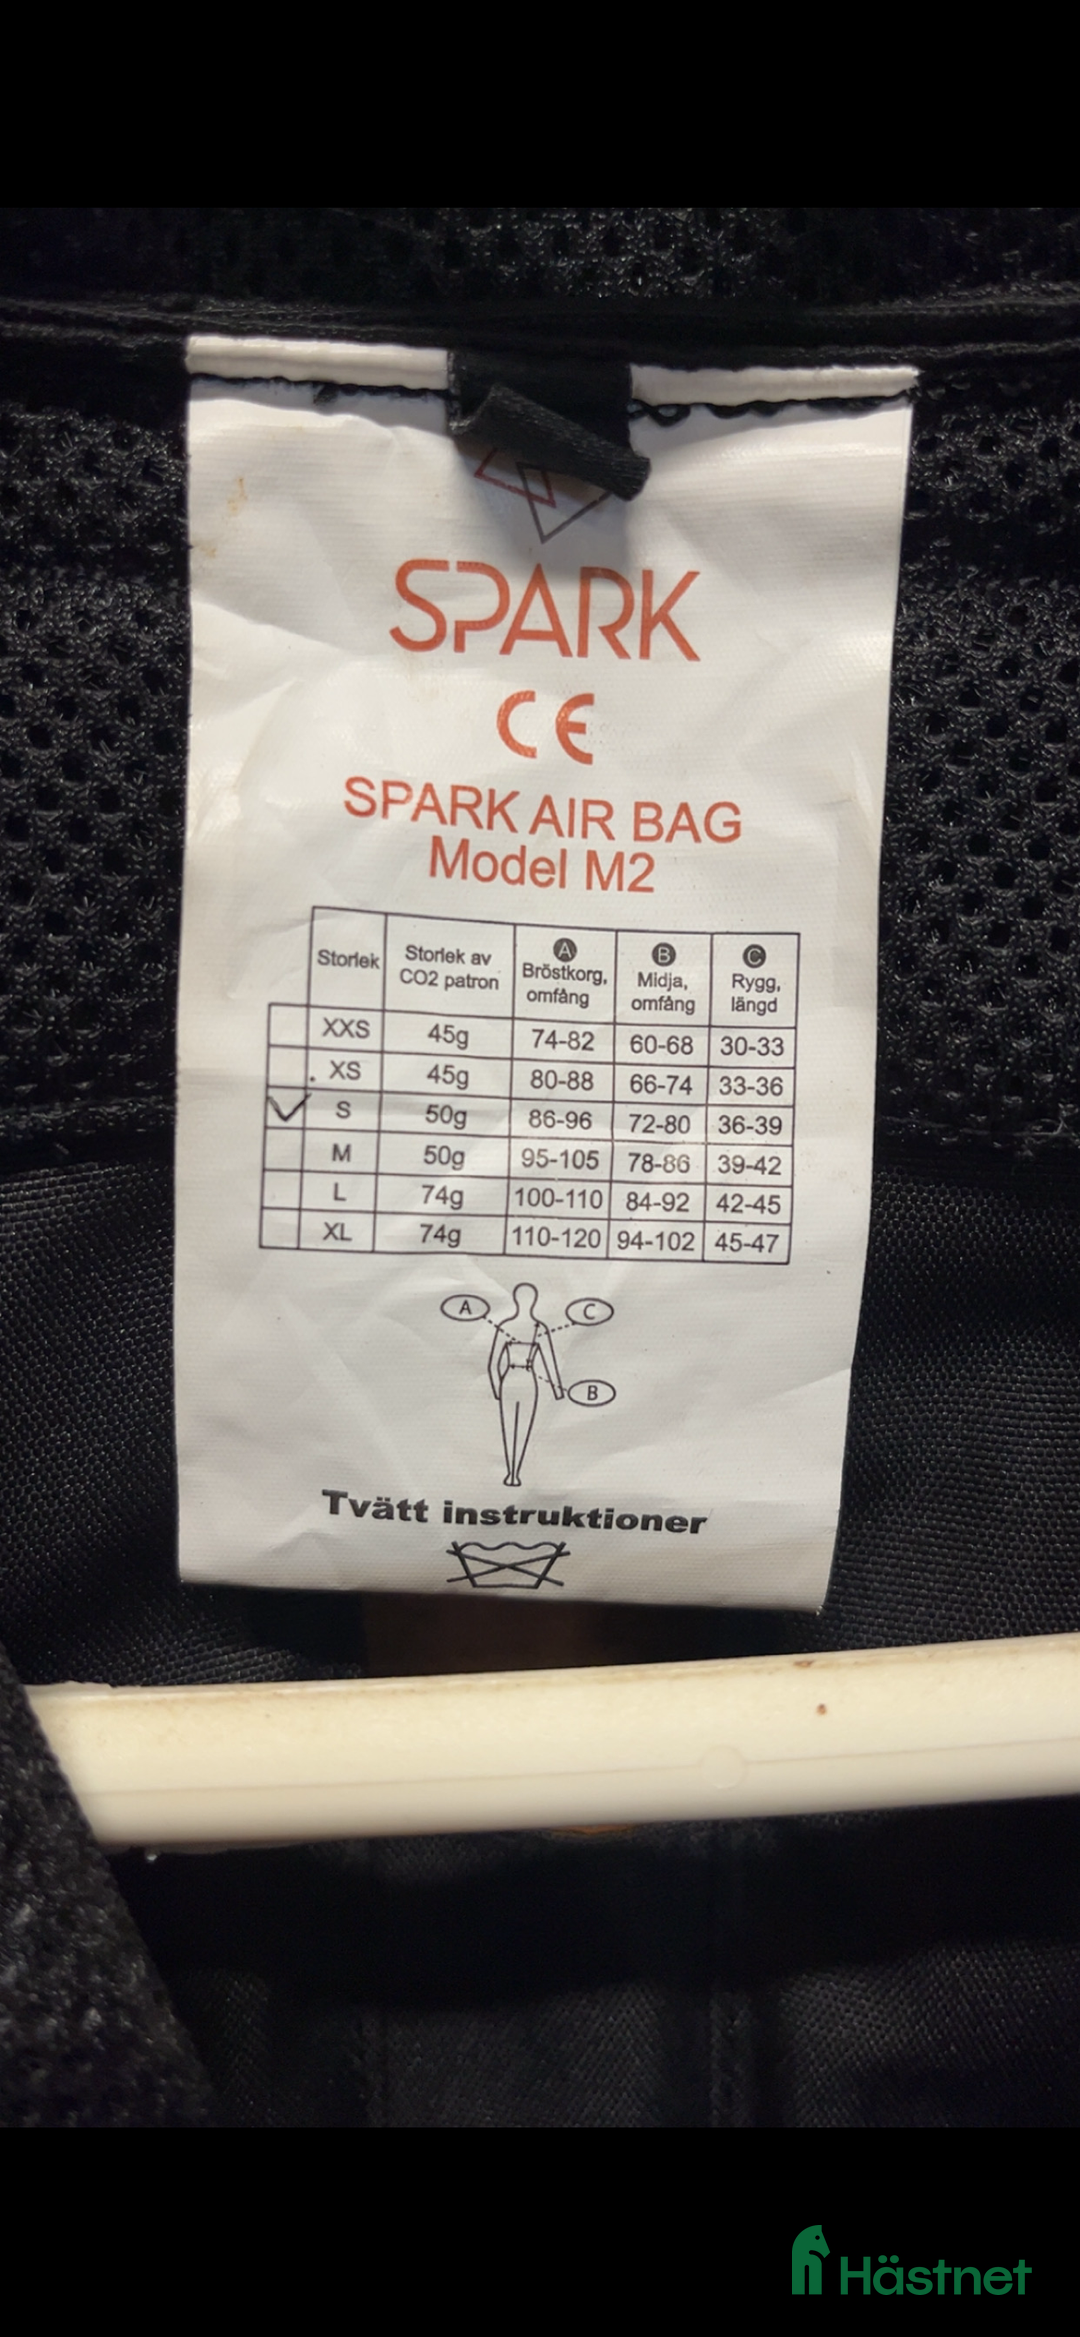 SPARK
CE
SPARK AIR BAG
Model M2
Storlek Storlek av CO2 patron A Bröstkorg, omfång B Midja, omfång C Rygg, längd
XXS 45g 74-82 60-68 30-33
XS 45g 80-88 66-74 33-36
S 50g 86-96 72-80 36-39
M 50g 95-105 78-86 39-42
L 74g 100-110 84-92 42-45
XL 74g 110-120 94-102 45-47
A C
B
Tvätt instruktioner
Hästnet